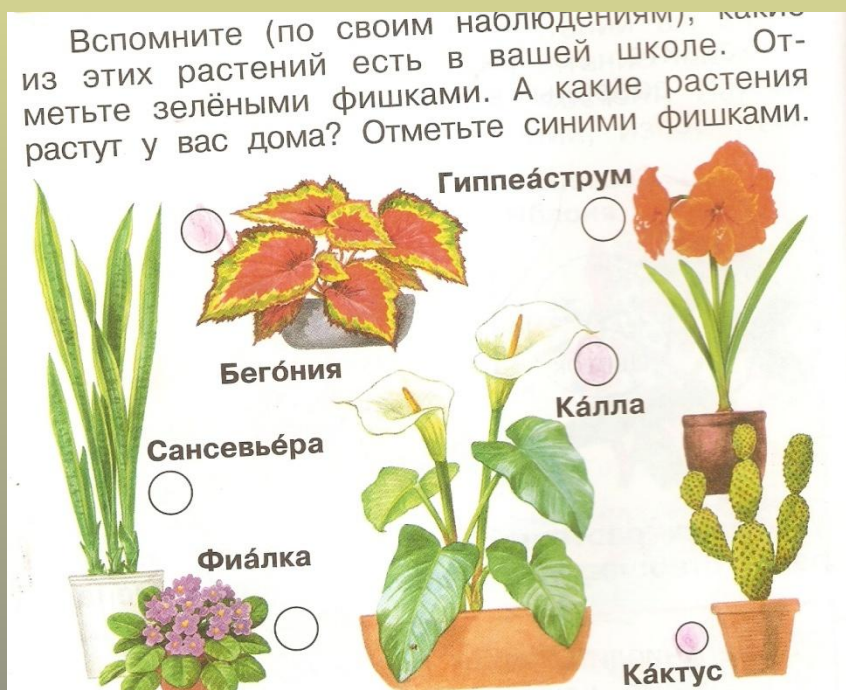 Вспомните (по своим наблюдениям), какие
из этих растений есть в вашей школе. От-
метьте зелёными фишками. А какие растения
растут у вас дома? Отметьте синими фишками.
Гиппеа́струм
Бего́ния
Ка́лла
Сансевье́ра
Фиа́лка
Ка́ктус